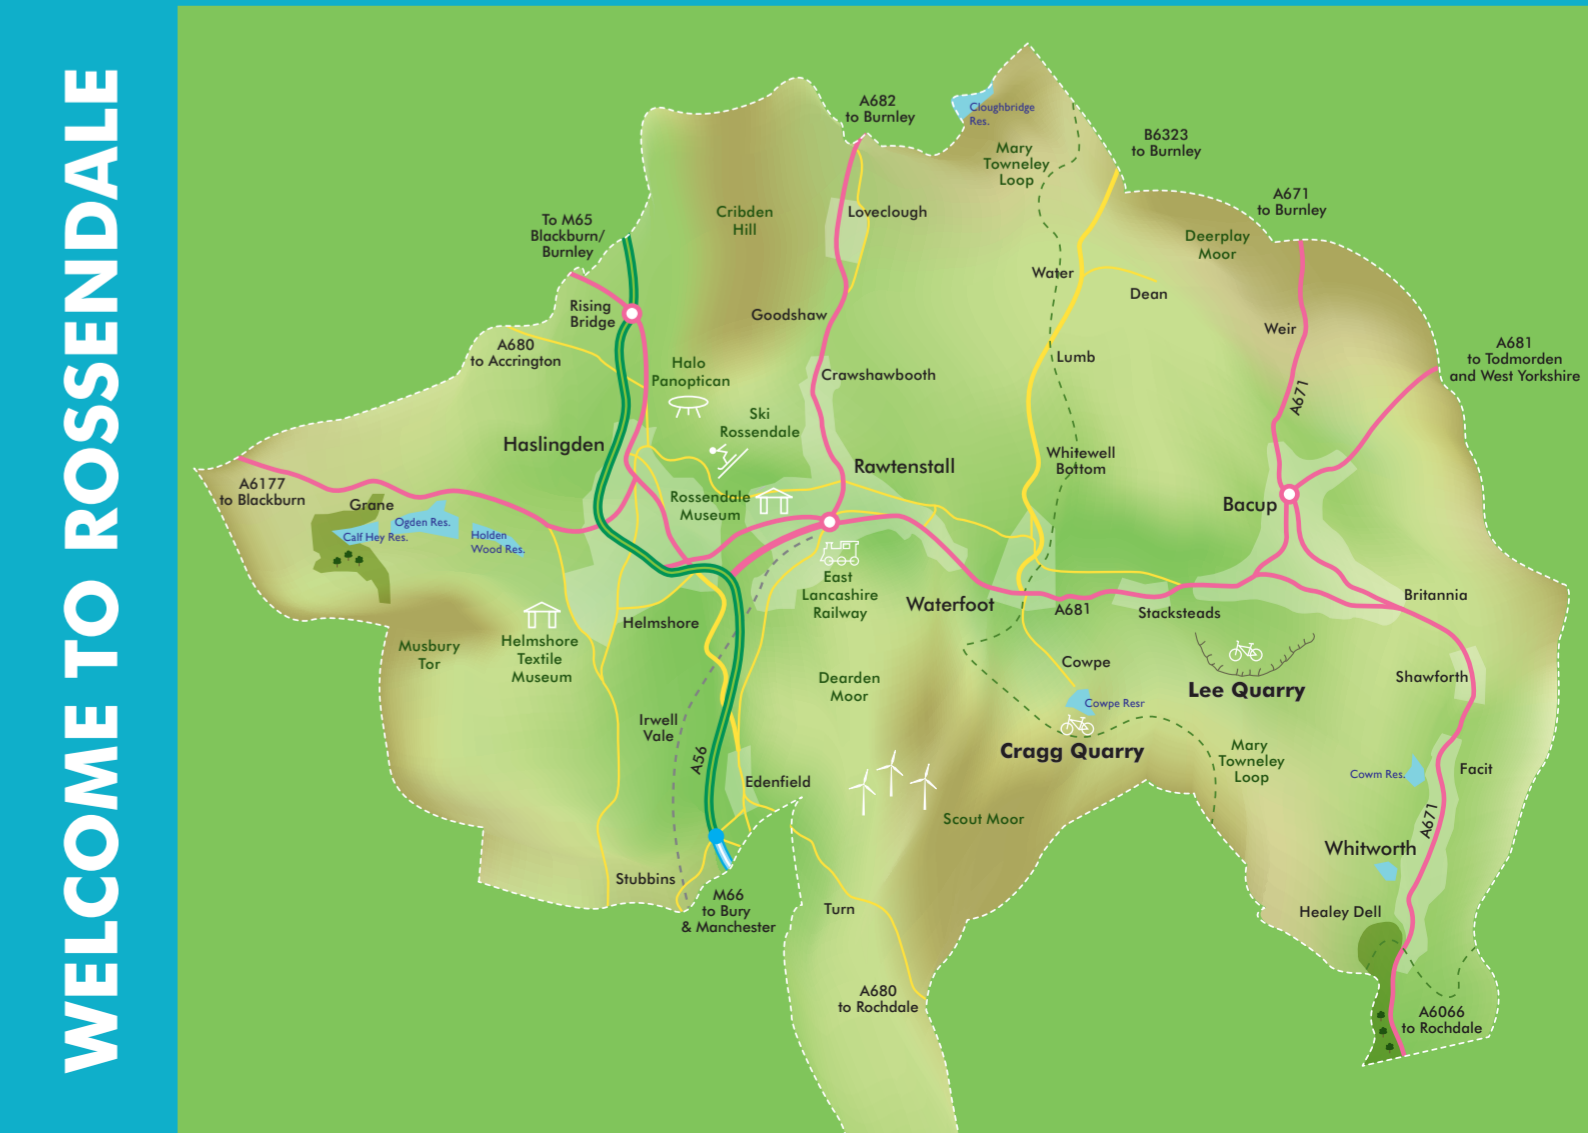 WELCOME TO ROSSENDALE
A682
to Burnley
Cloughbridge
Res.
Mary
Towneley
Loop
B6323
to Burnley
A671
to Burnley
To M65
Blackburn/
Burnley
Cribden
Hill
Loveclough
Deerplay
Moor
Water
Dean
Rising
Bridge
Goodshaw
Weir
A680
to Accrington
Halo
Panoptican
Lumb
A681
to Todmorden
and West Yorkshire
Crawshawbooth
A671
Ski
Rossendale
Haslingden
Rawtenstall
Whitewell
Bottom
A6177
to Blackburn
Grane
Ogden Res.
Calf Hey Res.
Holden
Wood Res.
Rossendale
Museum
Bacup
East
Lancashire
Railway
Waterfoot
A681
Stacksteads
Britannia
Helmshore
Musbury
Tor
Helmshore
Textile
Museum
Cowpe
Shawforth
Dearden
Moor
Lee Quarry
Cowpe Resr
Irwell
Vale
A56
Cragg Quarry
Mary
Towneley
Loop
Edenfield
Cowm Res.
Facit
Scout Moor
A671
Whitworth
Stubbins
M66
to Bury
& Manchester
Turn
Healey Dell
A680
to Rochdale
A6066
to Rochdale